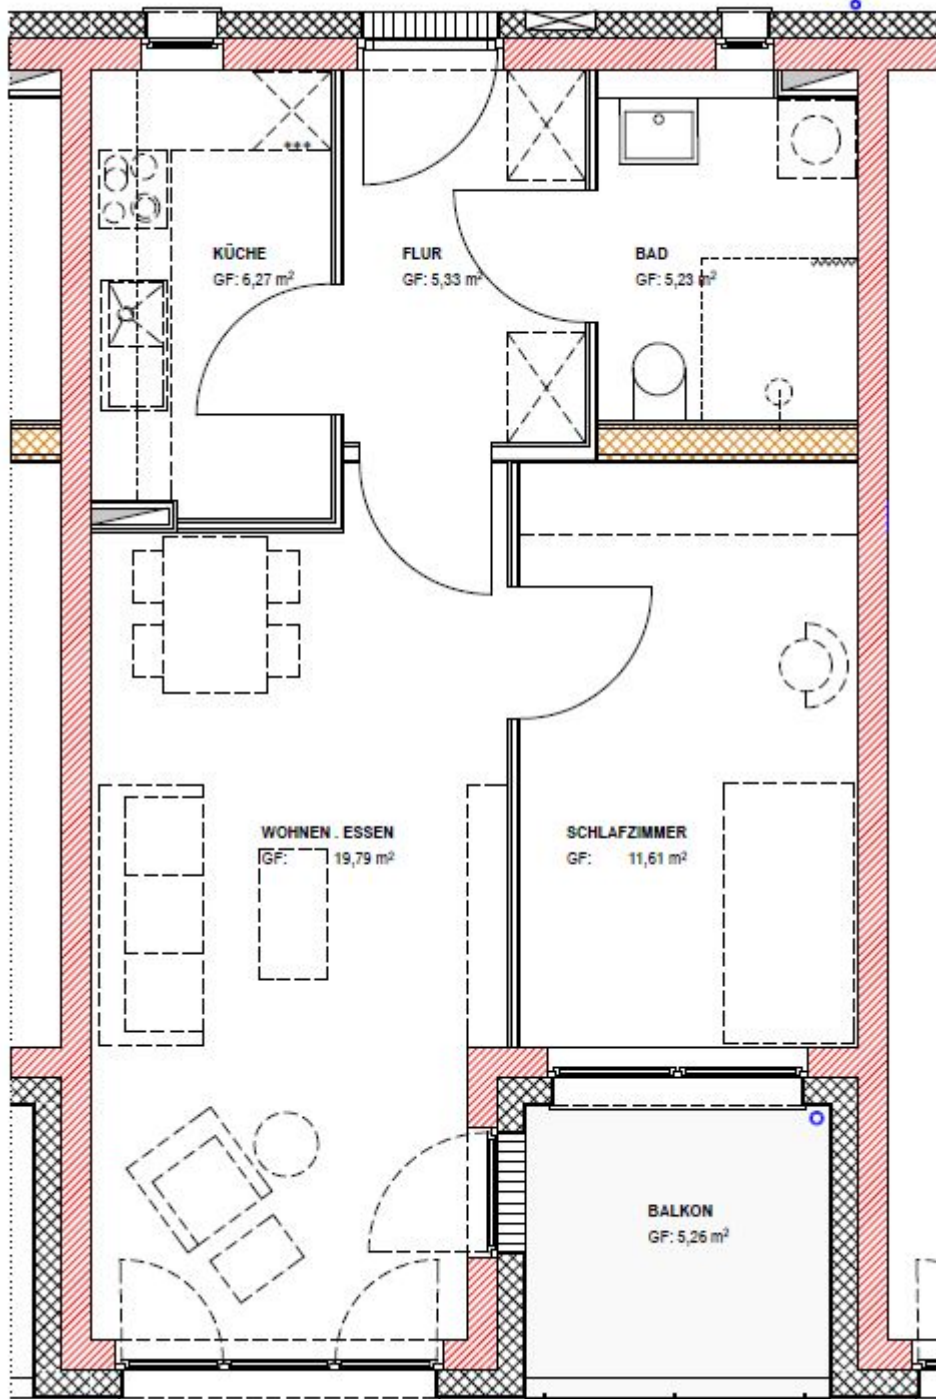 KÜCHE
GF: 6,27 m²
FLUR
GF: 5,33 m²
BAD
GF: 5,23 m²
WOHNEN . ESSEN
GF: 19,79 m²
SCHLAFZIMMER
GF: 11,61 m²
BALKON
GF: 5,26 m²